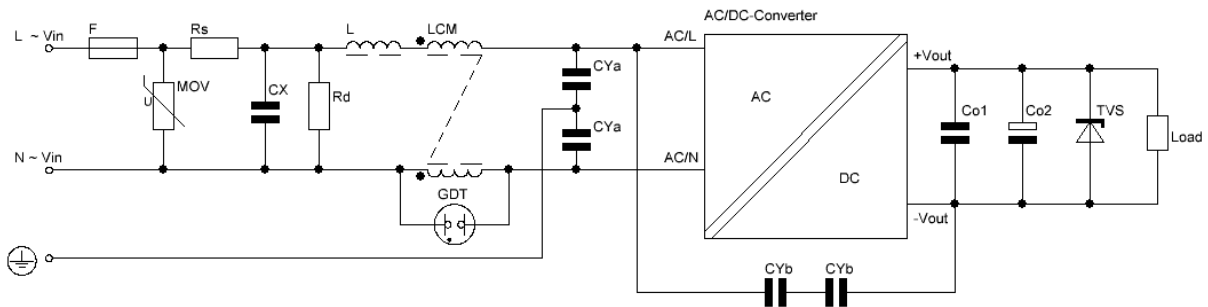 AC/DC-Converter
L ~ Vin
F
Rs
L
LCM
AC/L
+Vout
I
U
MOV
CX
Rd
CYa
CYa
AC
Co1
Co2
TVS
Load
N ~ Vin
AC/N
DC
GDT
-Vout
CYb
CYb